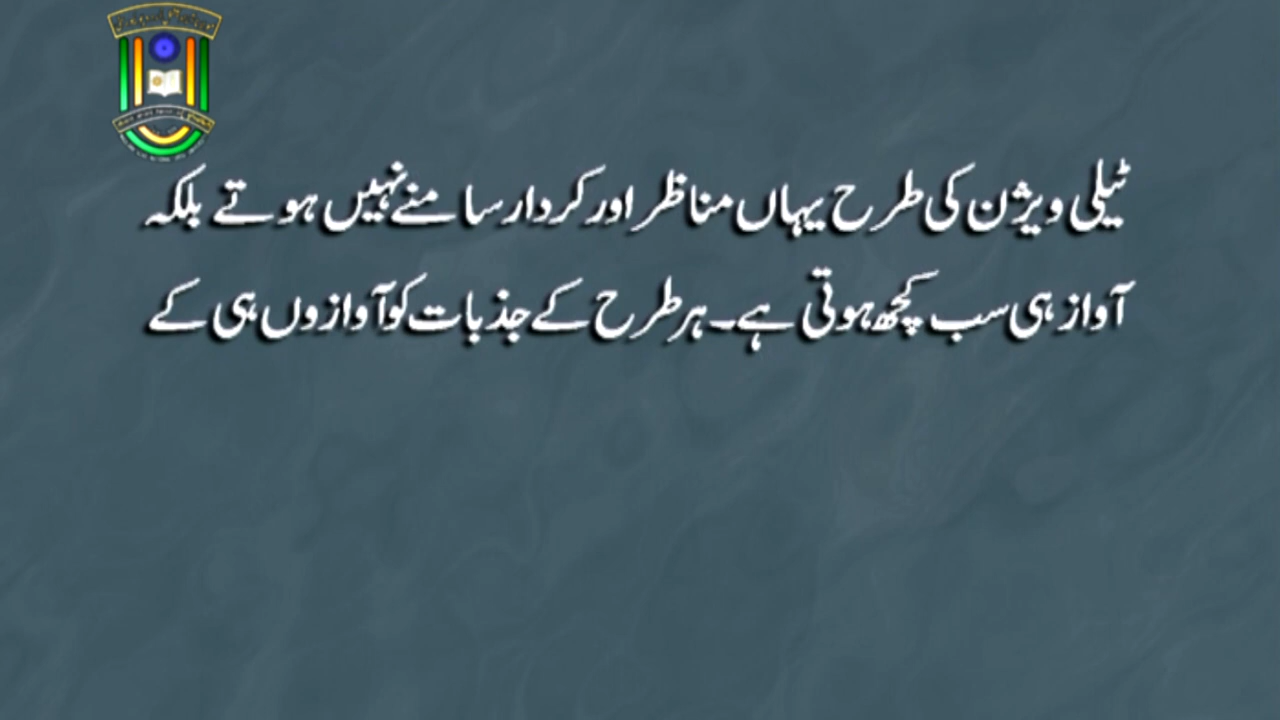 ٹیلی ویژن کی طرح یہاں مناظر اور کردار سامنے نہیں ہوتے بلکہ
آواز ہی سب کچھ ہوتی ہے۔ ہر طرح کے جذبات کو آوازوں ہی کے